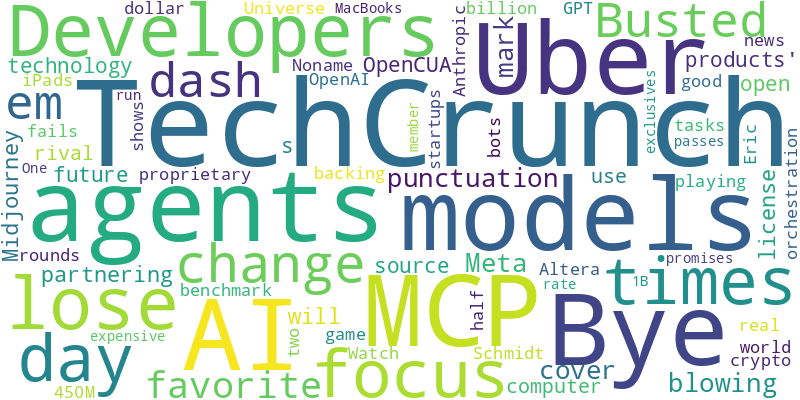 dollar Universe MacBooks billion GPT
Developers Uber mark Busted
Anthropic news
technology dash Noname OpenCUA products'
iPads OpenAI good open
em TechCrunch
run shows startups bots exclusives tasks
fails member passes Eric
rival s
Midjourney One future proprietary backing punctuation use playing license orchestration
agents models
rounds change source Meta Altera promises
partnering rate 1B times
lose benchmark AI will MCP half Bye
expensive two game real
day Watch Schmidt world
focus cover crypto
450M favorite computer blowing